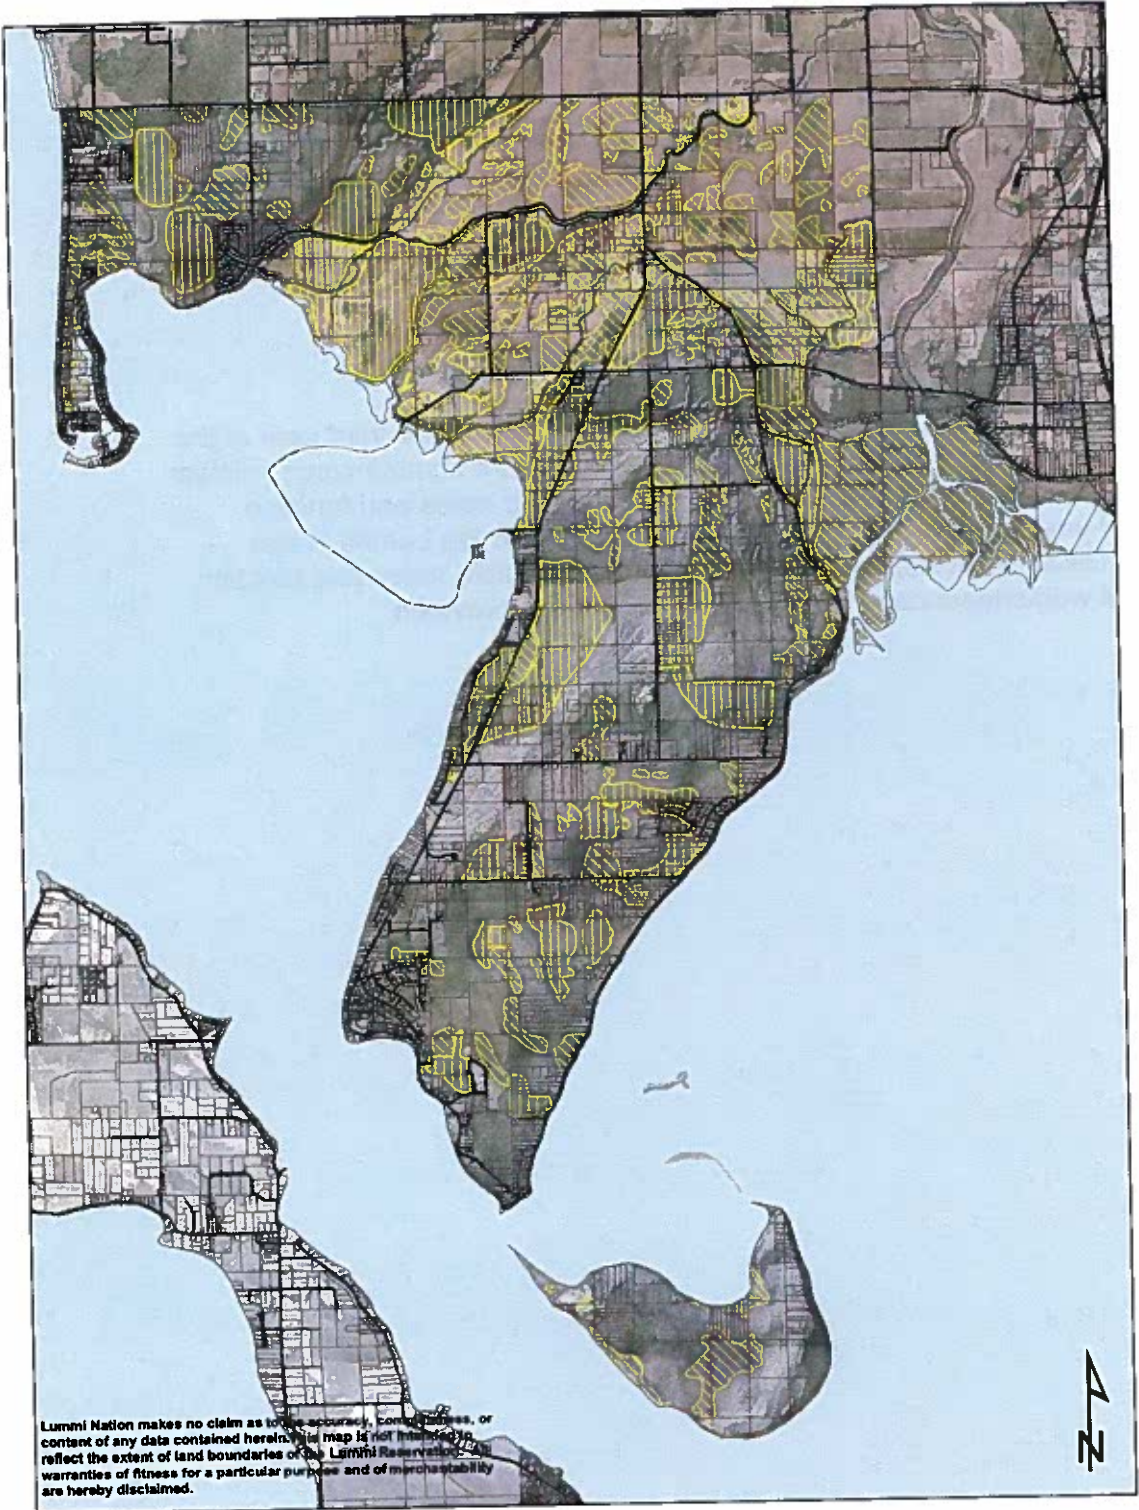 Lummi Nation makes no claim as to the accuracy, completeness, or
content of any data contained herein. This map is not intended to
reflect the extent of land boundaries of the Lummi Reservation. All
warranties of fitness for a particular purpose and of merchantability
are hereby disclaimed.
N